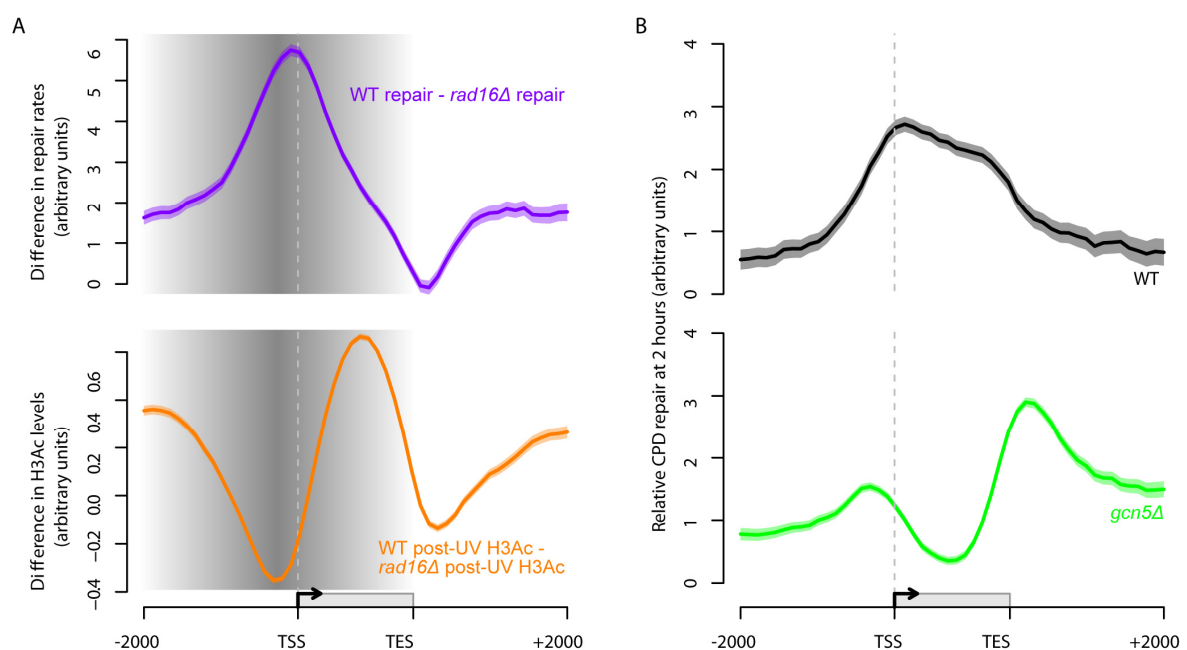 A
Difference in repair rates
(arbitrary units)
6
5
4
3
2
1
0
WT repair - rad16Δ repair
Difference in H3Ac levels
(arbitrary units)
0.6
0.4
0.2
0.0
−0.2
−0.4
WT post-UV H3Ac -
rad16Δ post-UV H3Ac
-2000
TSS
TES
+2000
B
Relative CPD repair at 2 hours (arbitrary units)
4
3
2
1
0
WT
4
3
2
1
0
gcn5Δ
-2000
TSS
TES
+2000